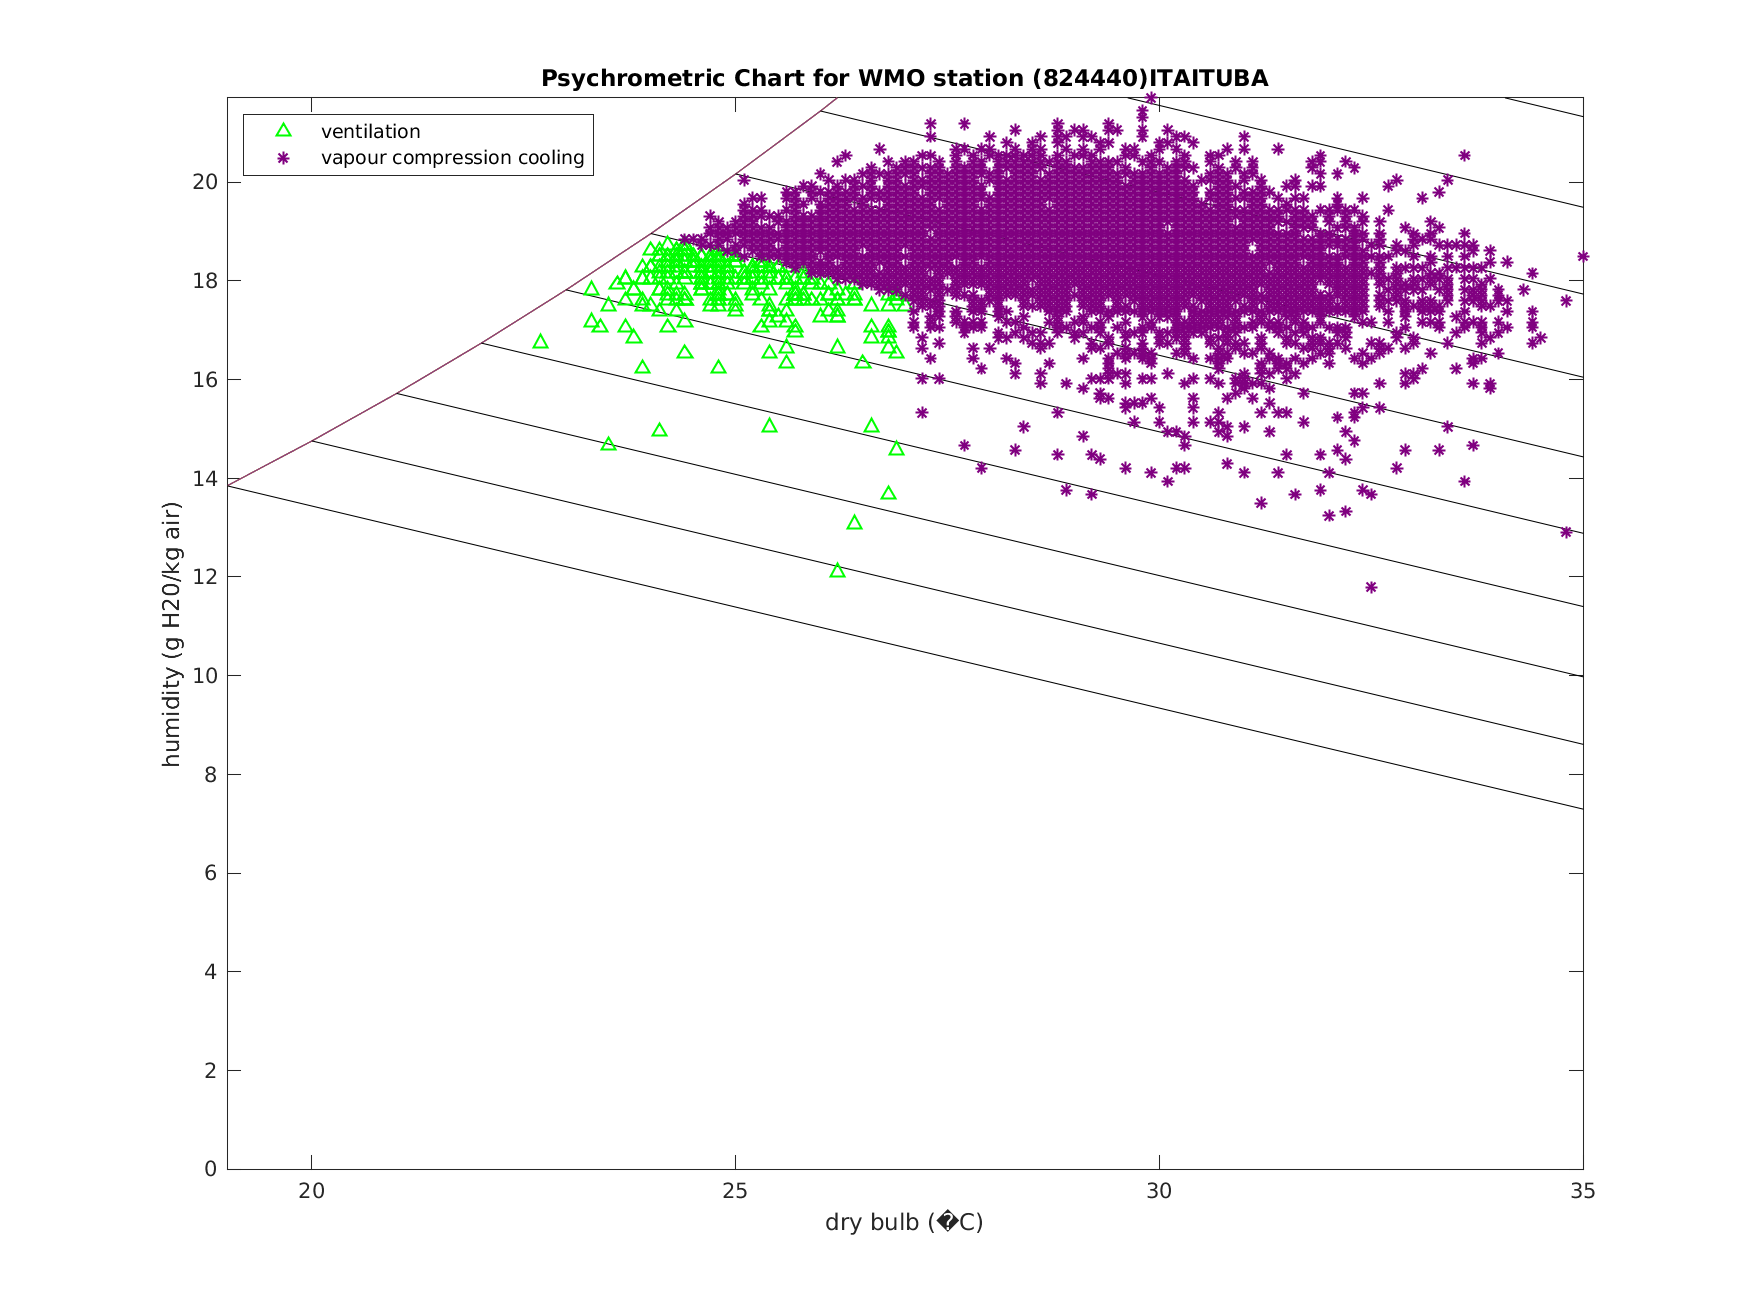 Psychrometric Chart for WMO station (824440)ITAITUBA
ventilation
vapour compression cooling
humidity (g H20/kg air)
20
18
16
14
12
10
8
6
4
2
0
20 25 30 35
dry bulb (�C)